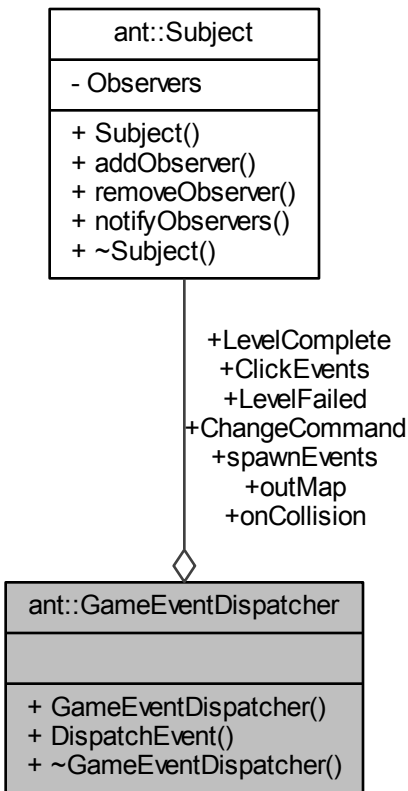 ant::Subject
- Observers
+ Subject()
+ addObserver()
+ removeObserver()
+ notifyObservers()
+ ~Subject()
+LevelComplete
+ClickEvents
+LevelFailed
+ChangeCommand
+spawnEvents
+outMap
+onCollision
ant::GameEventDispatcher
+ GameEventDispatcher()
+ DispatchEvent()
+ ~GameEventDispatcher()